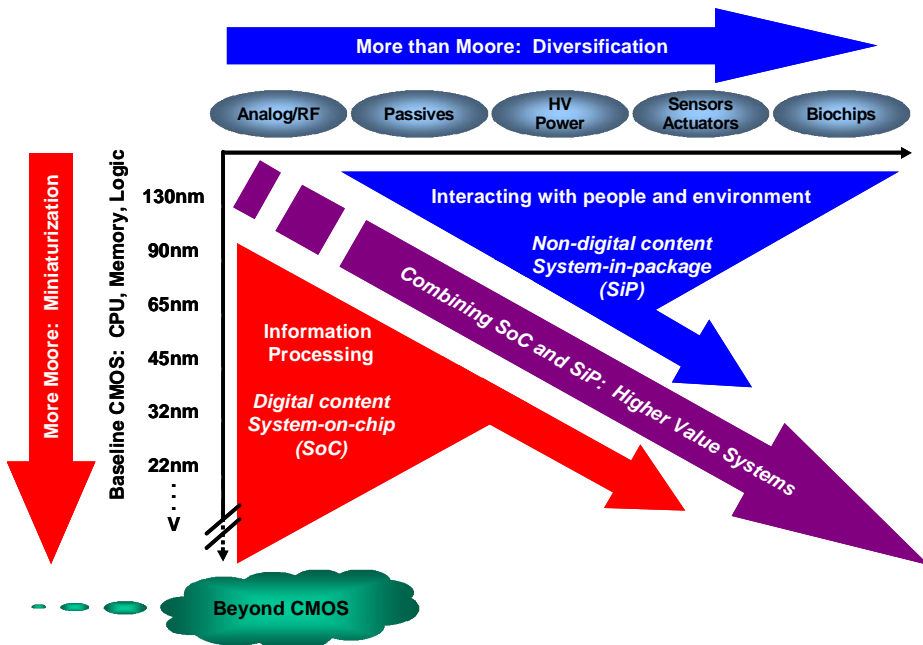 More than Moore: Diversification
Analog/RF
Passives
HV
Power
Sensors
Actuators
Biochips
More Moore: Miniaturization
Baseline CMOS: CPU, Memory, Logic
130nm
90nm
65nm
45nm
32nm
22nm
V
Interacting with people and environment
Non-digital content
System-in-package
(SiP)
Combining SoC and SiP: Higher Value Systems
Information
Processing
Digital content
System-on-chip
(SoC)
Beyond CMOS